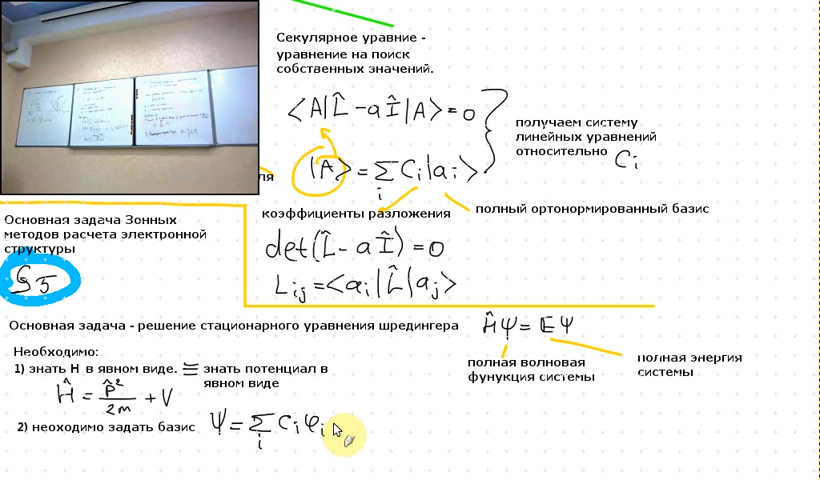 Секулярное уравние -
уравнение на поиск
собственных значений.
⟨A|L̂ - aÎ|A⟩ = 0
|A⟩ = Σ Cᵢ|aᵢ⟩
i
получаем систему
линейных уравнений
относительно Cᵢ
ля
коэффициенты разложения
полный ортонормированный базис
det(L̂ - aÎ) = 0
Lᵢⱼ = <aᵢ|L̂|aⱼ>
Основная задача Зонных
методов расчета электронной
структуры
§5
Основная задача - решение стационарного уравнения шредингера
Ĥψ = Eψ
полная волновая
фунукция системы
полная энергия
системы
Необходимо:
1) знать H в явном виде. ≡ знать потенциал в
явном виде
Ĥ = p̂²/2m + V
2) неоходимо задать базис
Ψ = Σ Cᵢφᵢ
i